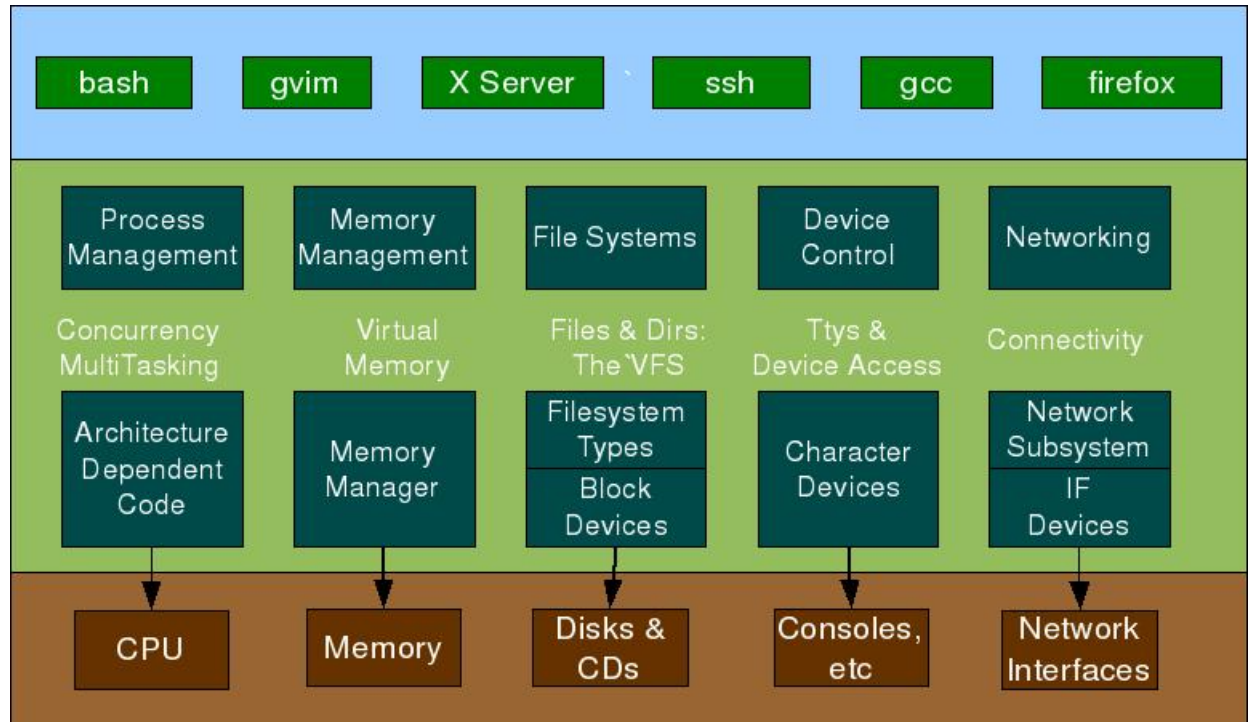 bash
gvim
X Server
`
ssh
gcc
firefox
Process
Management
Memory
Management
File Systems
Device
Control
Networking
Concurrency
MultiTasking
Virtual
Memory
Files & Dirs:
The`VFS
Ttys &
Device Access
Connectivity
Architecture
Dependent
Code
Memory
Manager
Filesystem
Types
Block
Devices
Character
Devices
Network
Subsystem
IF
Devices
CPU
Memory
Disks &
CDs
Consoles,
etc
Network
Interfaces